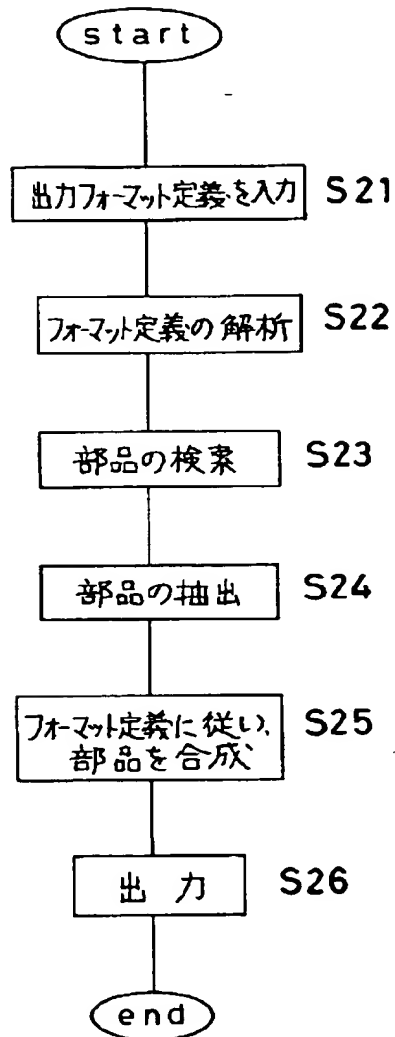 start
出力フォーマット定義を入力 S21
フォーマット定義の解析 S22
部品の検索 S23
部品の抽出 S24
フォーマット定義に従い、 S25
部品を合成
出力 S26
end